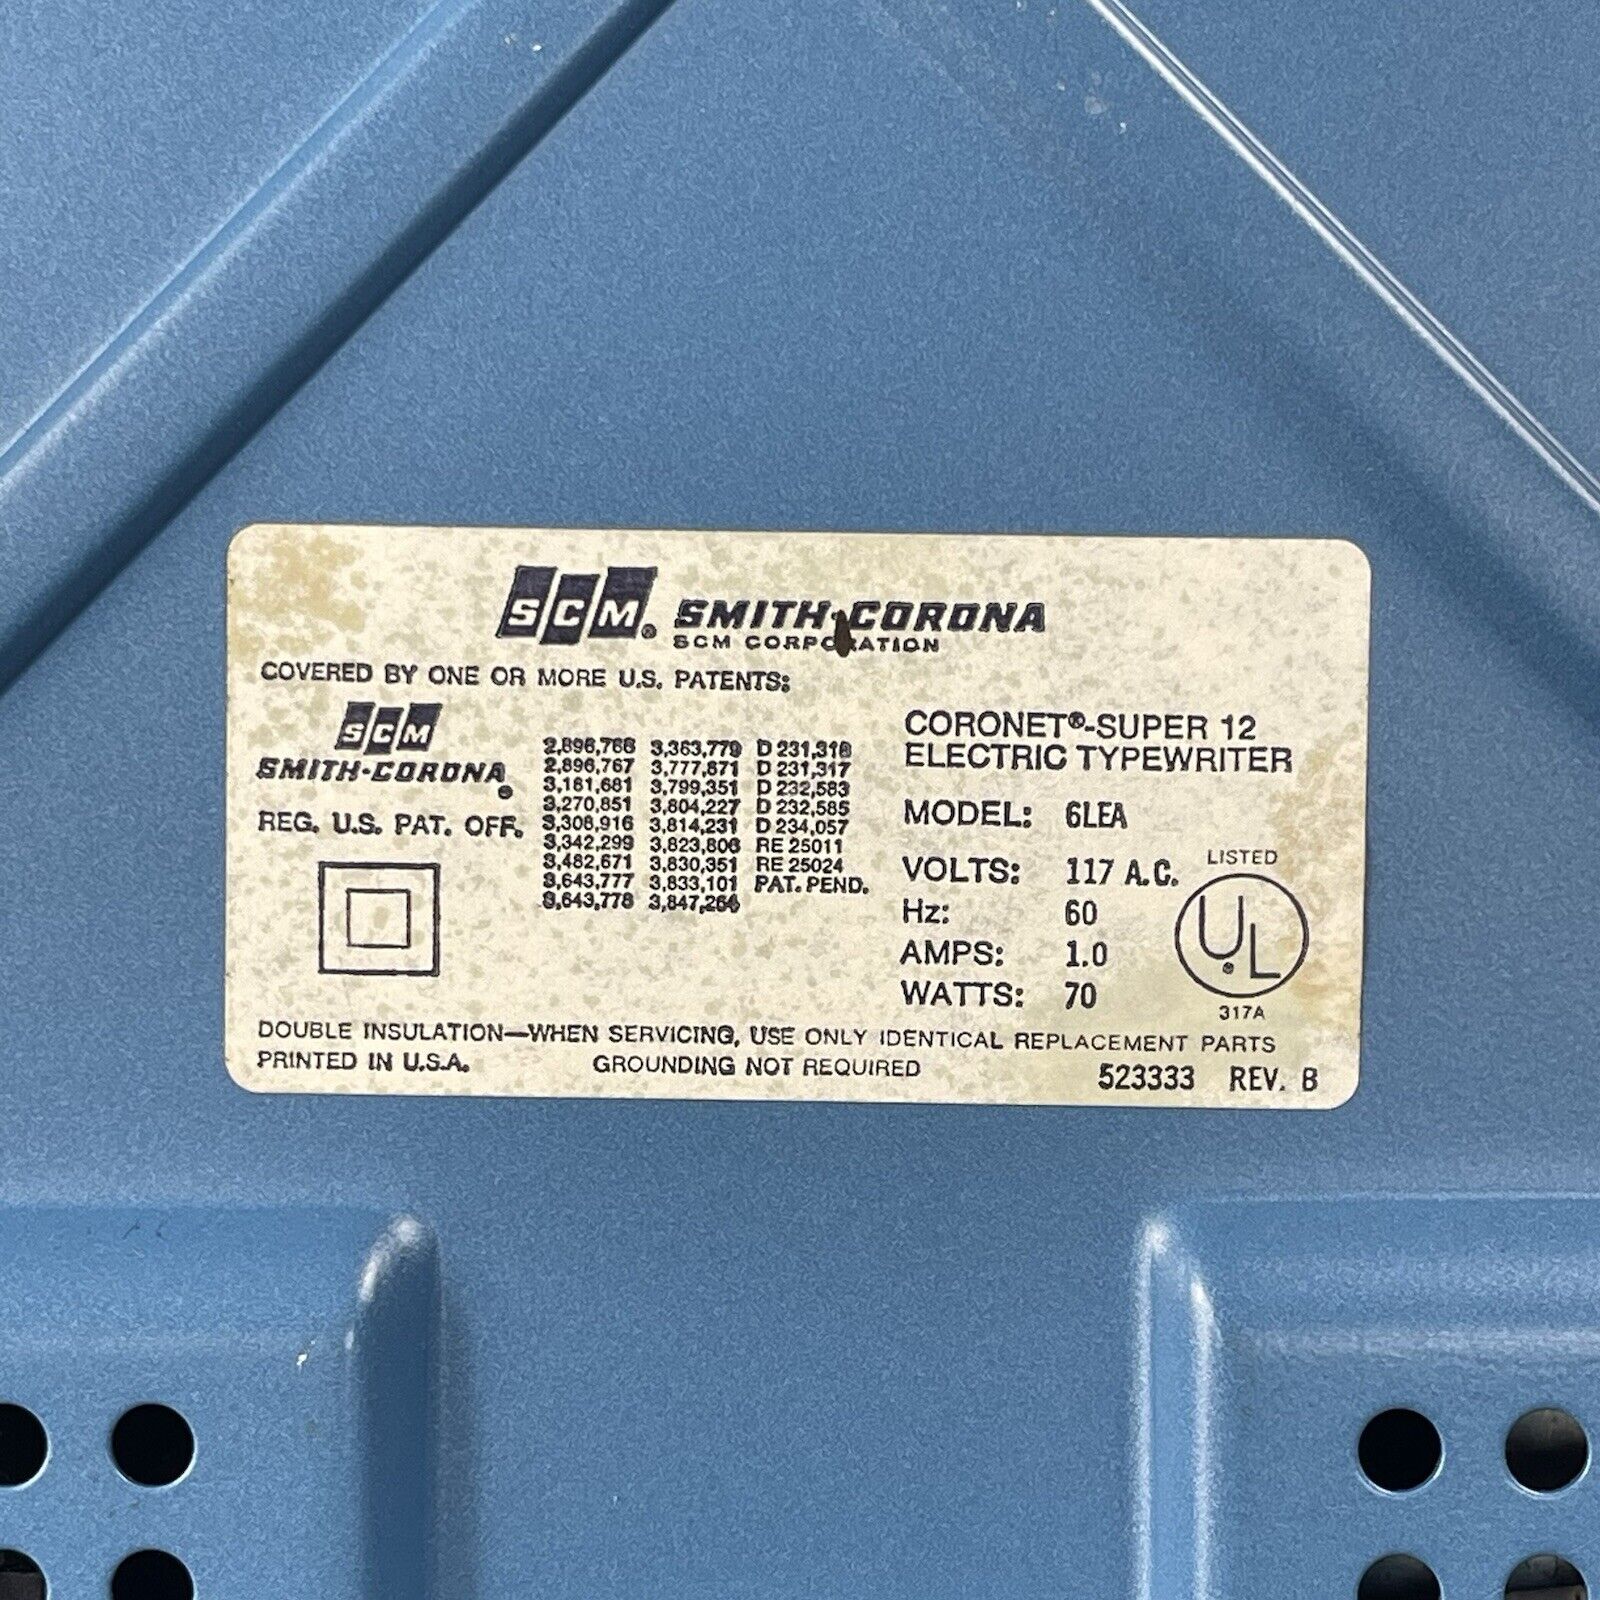 SCM® SMITH-CORONA
SCM CORPORATION
COVERED BY ONE OR MORE U.S. PATENTS:
SCM
SMITH-CORONA®
REG. U.S. PAT. OFF.
2,896,766 3,363,779 D 231,316
2,896,767 3,777,871 D 231,317
3,161,681 3,799,351 D 232,583
3,270,851 3,804,227 D 232,585
3,308,916 3,814,231 D 234,057
3,342,299 3,823,806 RE 25011
3,482,671 3,830,351 RE 25024
3,643,777 3,833,101 PAT. PEND.
3,643,778 3,847,264
CORONET®-SUPER 12
ELECTRIC TYPEWRITER
MODEL: 6LEA
VOLTS: 117 A.C.
Hz: 60
AMPS: 1.0
WATTS: 70
LISTED
UL®
317A
DOUBLE INSULATION—WHEN SERVICING, USE ONLY IDENTICAL REPLACEMENT PARTS
PRINTED IN U.S.A. GROUNDING NOT REQUIRED
523333 REV. B